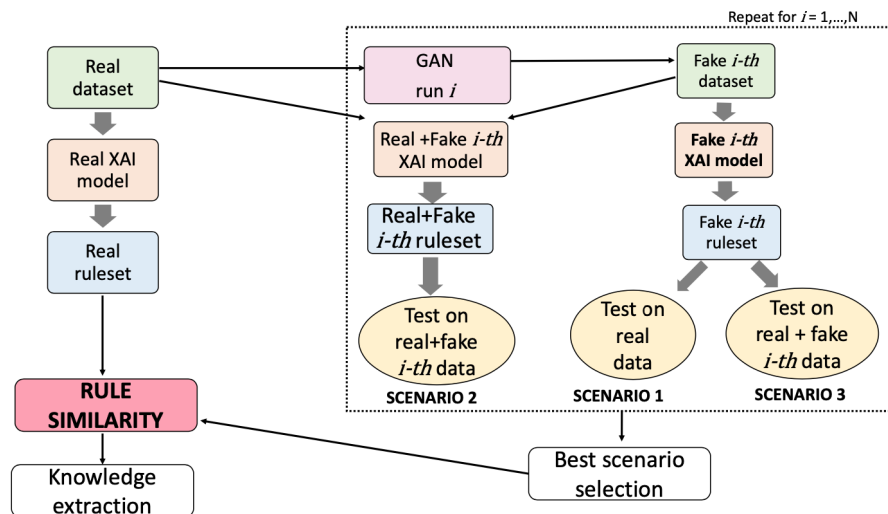 Repeat for i = 1,...,N
Real
dataset
GAN
run i
Fake i-th
dataset
Real XAI
model
Real +Fake i-th
XAI model
Fake i-th
XAI model
Real
ruleset
Real+Fake
i-th ruleset
Fake i-th
ruleset
Test on
real+fake
i-th data
Test on
real
data
Test on
real + fake
i-th data
SCENARIO 2
SCENARIO 1
SCENARIO 3
RULE
SIMILARITY
Best scenario
selection
Knowledge
extraction